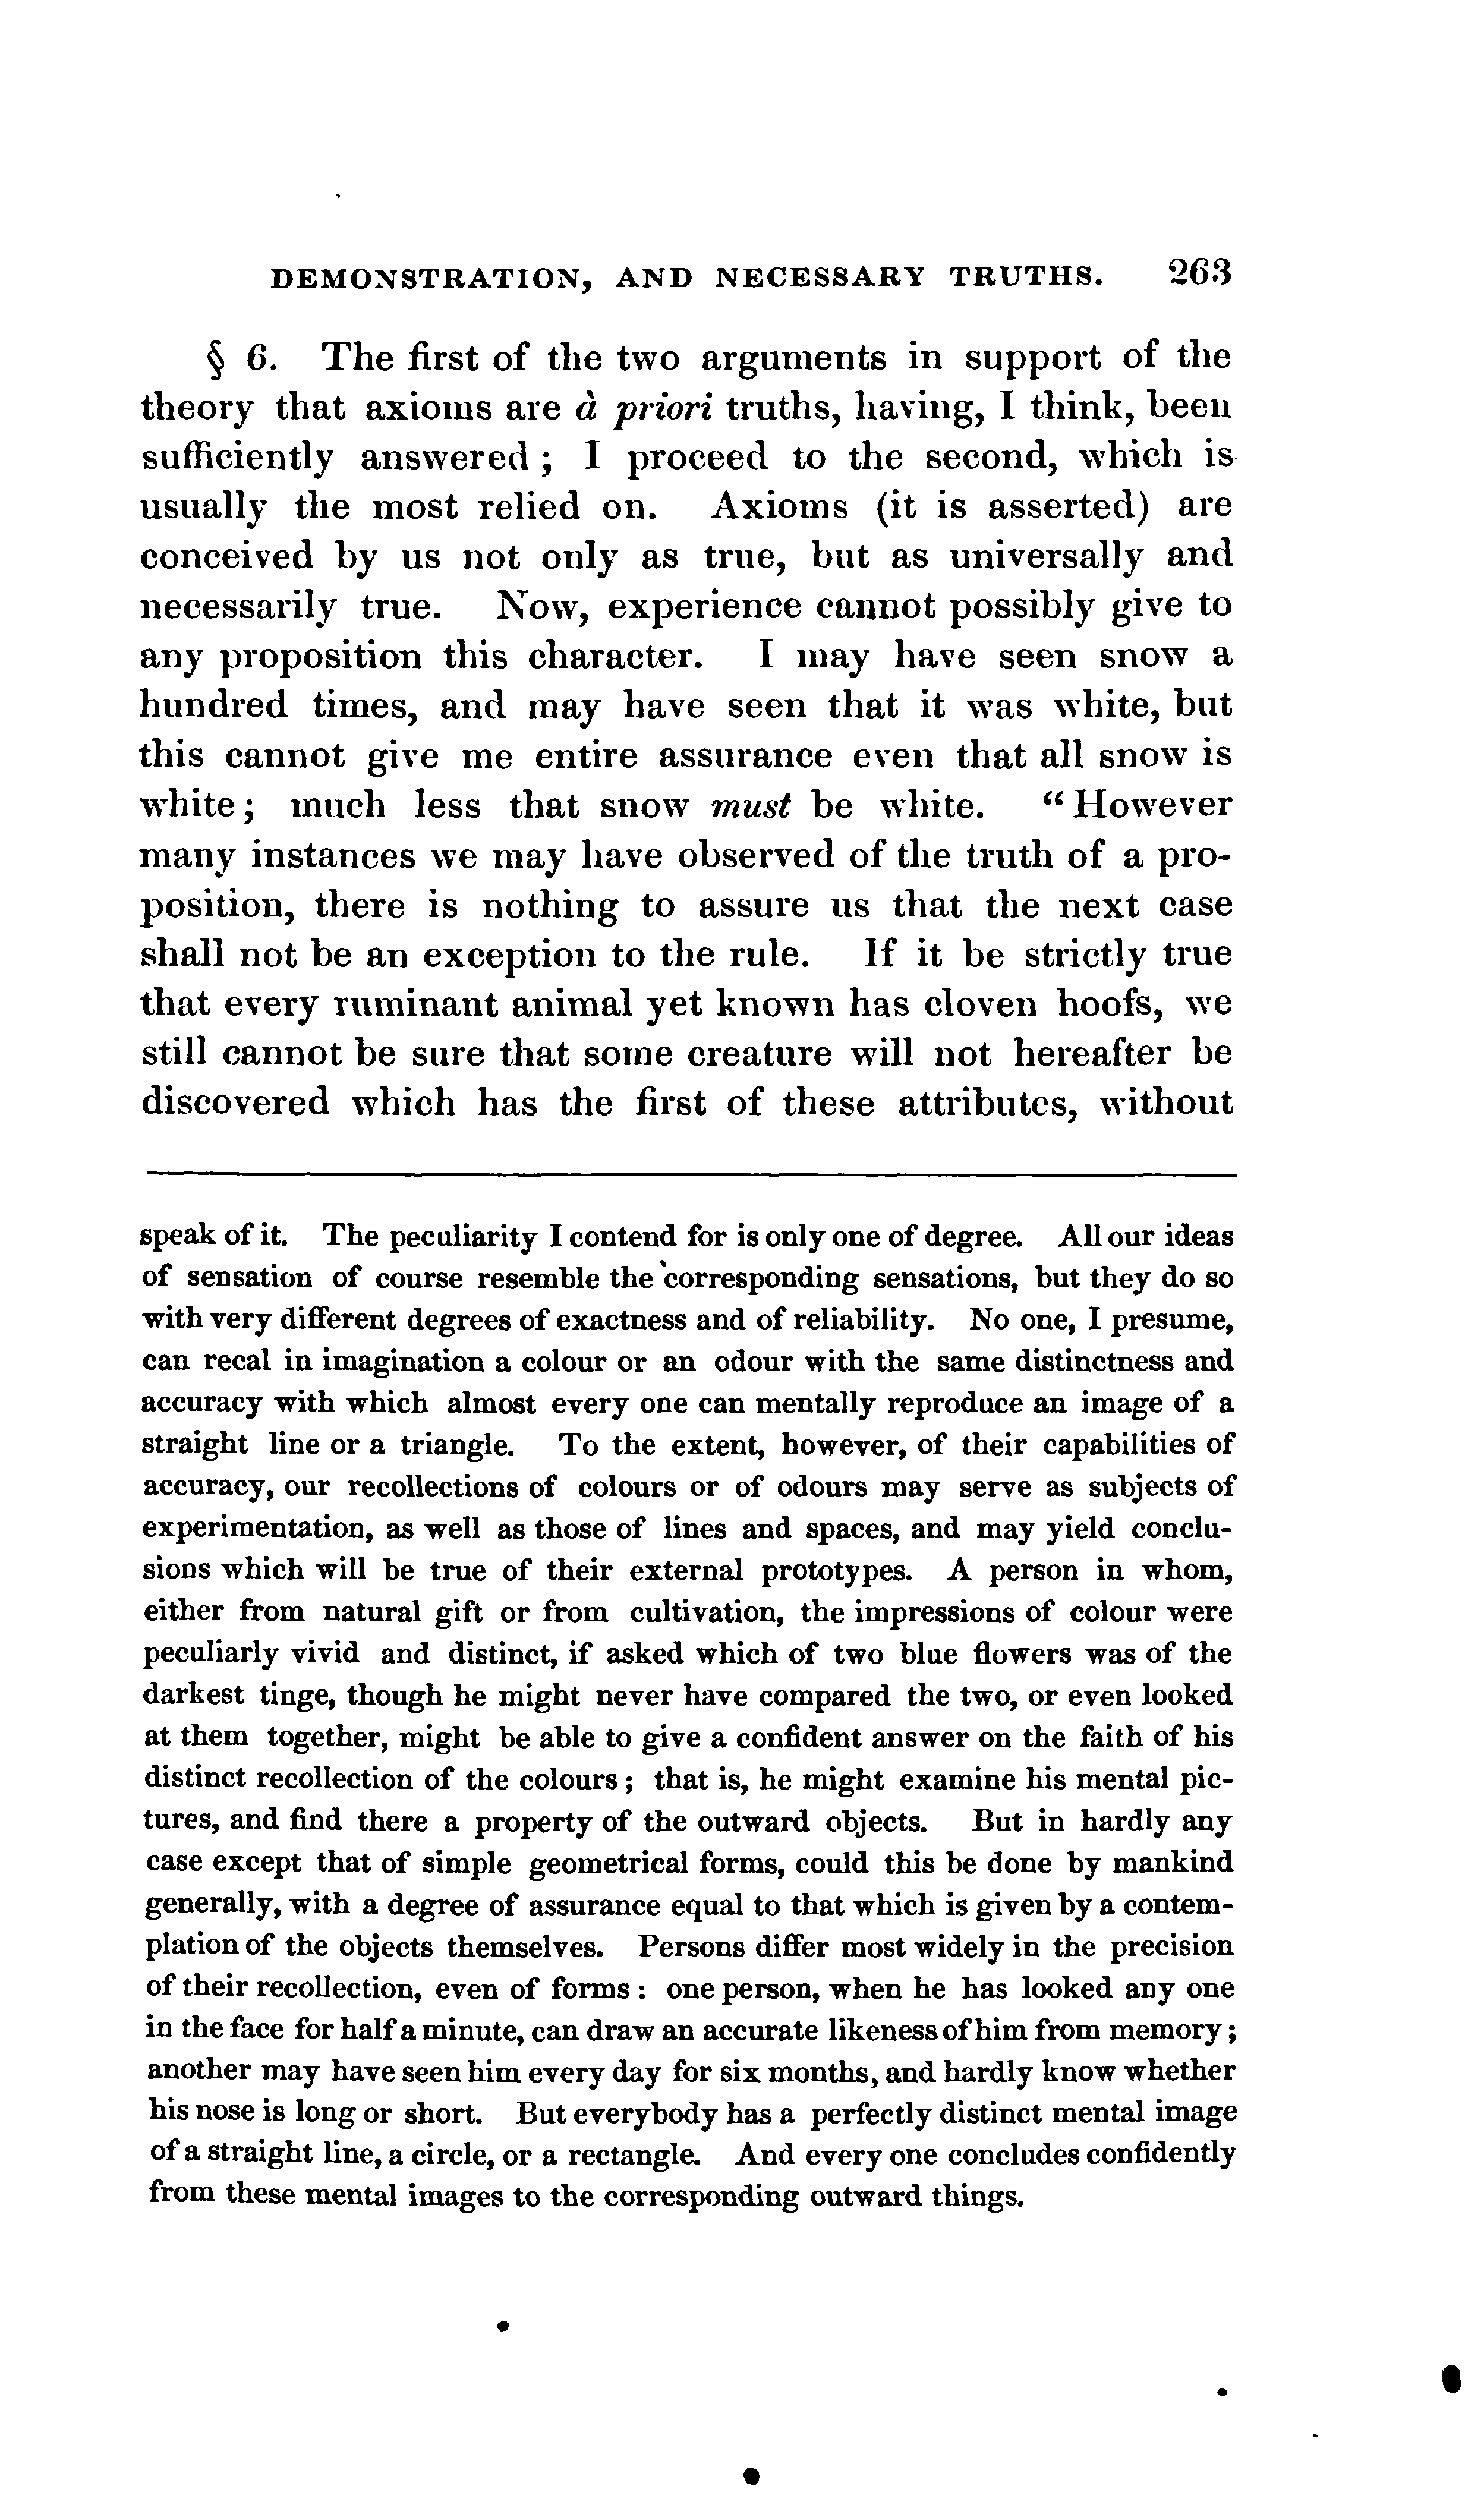 DEMONSTRATION, AND NECESSARY TRUTHS. 263
§ 6. The first of the two arguments in support of the
theory that axioms are à priori truths, having, I think, been
sufficiently answered ; I proceed to the second, which is
usually the most relied on. Axioms (it is asserted) are
conceived by us not only as true, but as universally and
necessarily true. Now, experience cannot possibly give to
any proposition this character. I may have seen snow a
hundred times, and may have seen that it was white, but
this cannot give me entire assurance even that all snow is
white ; much less that snow must be white. “ However
many instances we may have observed of the truth of a pro-
position, there is nothing to assure us that the next case
shall not be an exception to the rule. If it be strictly true
that every ruminant animal yet known has cloven hoofs, we
still cannot be sure that some creature will not hereafter be
discovered which has the first of these attributes, without
speak of it. The peculiarity I contend for is only one of degree. All our ideas
of sensation of course resemble the corresponding sensations, but they do so
with very different degrees of exactness and of reliability. No one, I presume,
can recal in imagination a colour or an odour with the same distinctness and
accuracy with which almost every one can mentally reproduce an image of a
straight line or a triangle. To the extent, however, of their capabilities of
accuracy, our recollections of colours or of odours may serve as subjects of
experimentation, as well as those of lines and spaces, and may yield conclu-
sions which will be true of their external prototypes. A person in whom,
either from natural gift or from cultivation, the impressions of colour were
peculiarly vivid and distinct, if asked which of two blue flowers was of the
darkest tinge, though he might never have compared the two, or even looked
at them together, might be able to give a confident answer on the faith of his
distinct recollection of the colours ; that is, he might examine his mental pic-
tures, and find there a property of the outward objects. But in hardly any
case except that of simple geometrical forms, could this be done by mankind
generally, with a degree of assurance equal to that which is given by a contem-
plation of the objects themselves. Persons differ most widely in the precision
of their recollection, even of forms : one person, when he has looked any one
in the face for half a minute, can draw an accurate likeness of him from memory ;
another may have seen him every day for six months, and hardly know whether
his nose is long or short. But everybody has a perfectly distinct mental image
of a straight line, a circle, or a rectangle. And every one concludes confidently
from these mental images to the corresponding outward things.